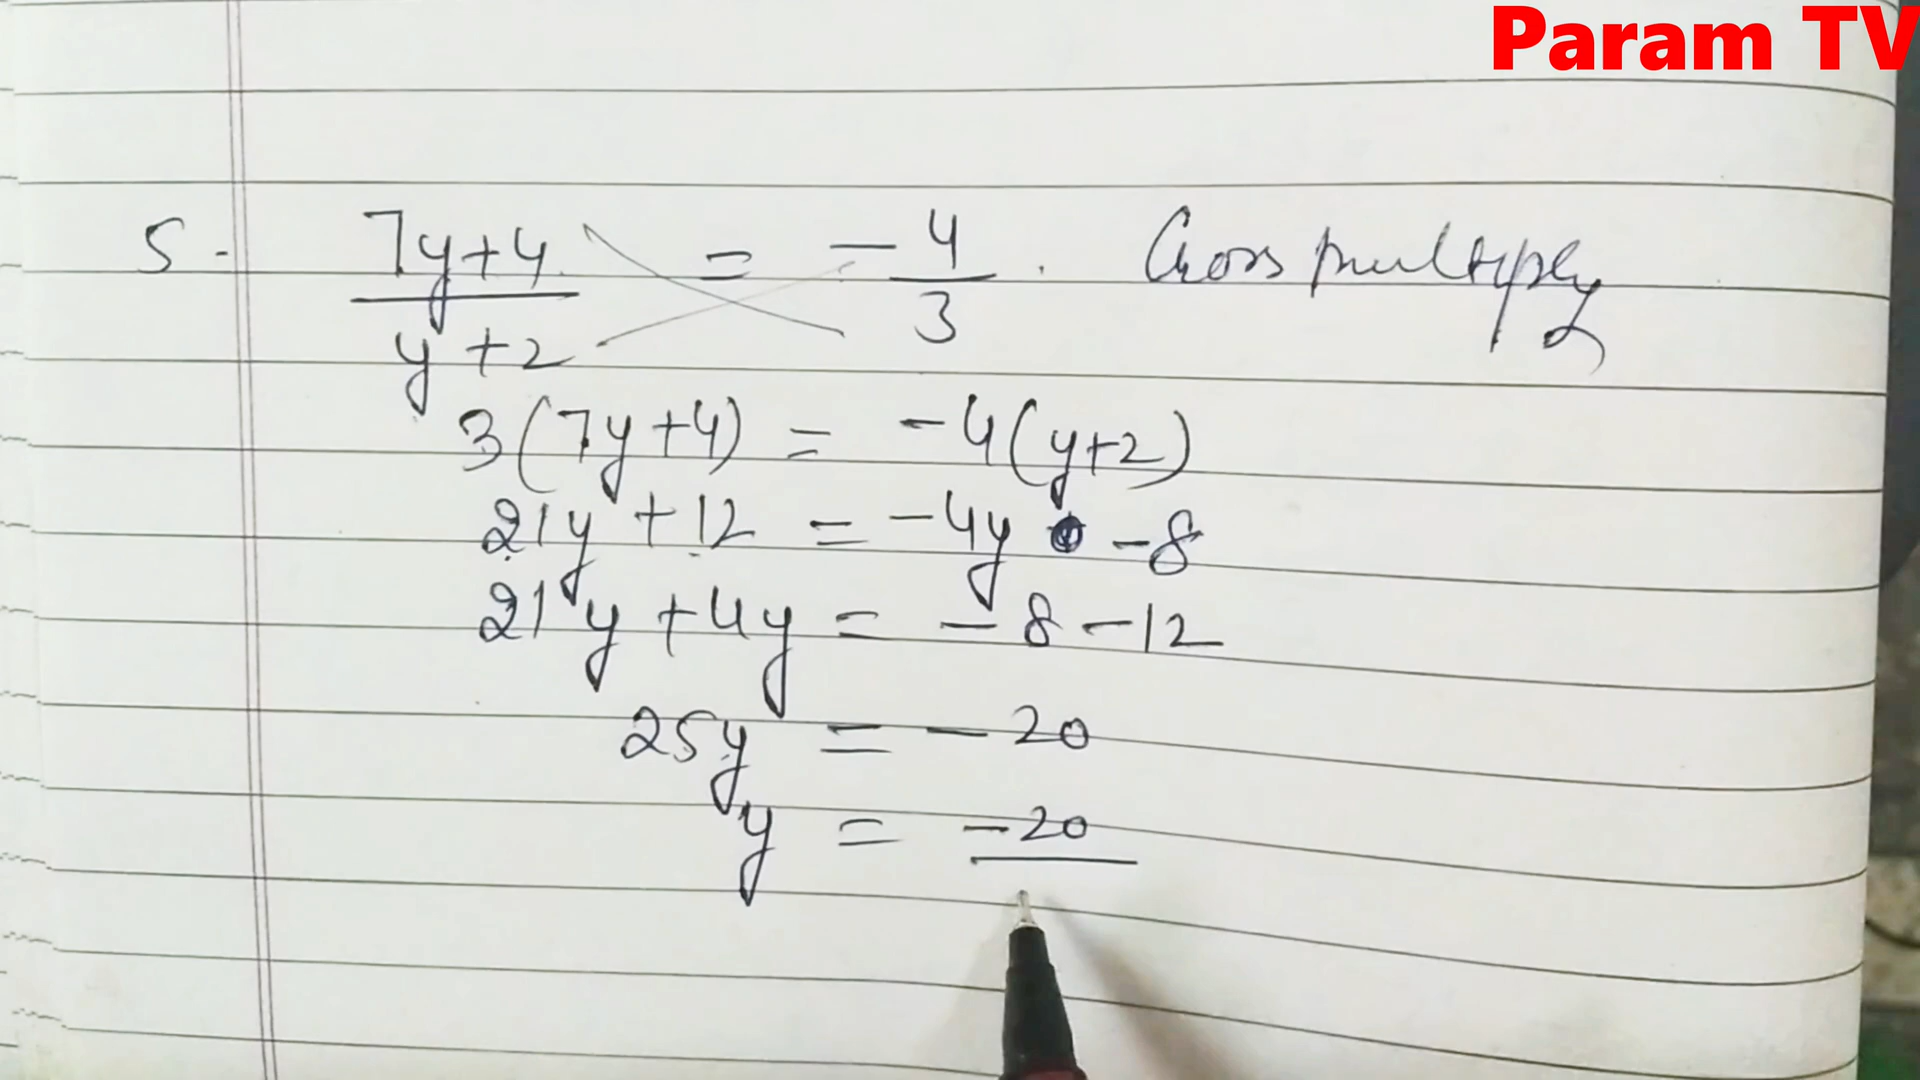 Param TV
5. (7y+4)/(y+2) = -4/3. Cross multiply
3(7y+4) = -4(y+2)
21y + 12 = -4y -8
21y + 4y = -8 -12
25y = -20
y = -20